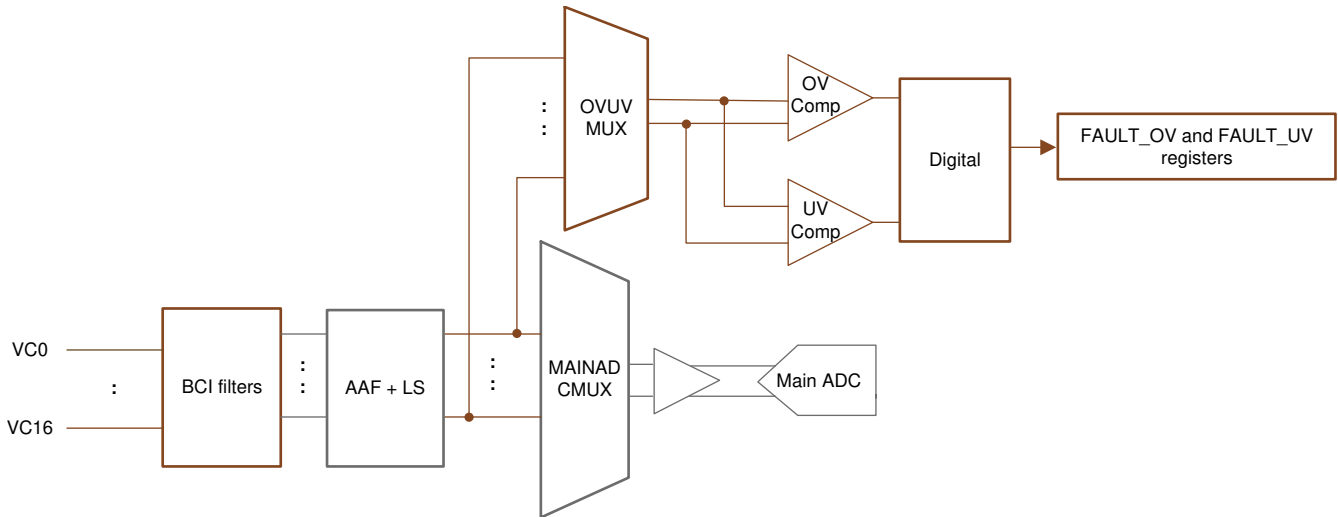 VC0
:
VC16
BCI filters
:
:
AAF + LS
:
:
:
:
OVUV
MUX
MAINAD
CMUX
Main ADC
OV
Comp
UV
Comp
Digital
FAULT_OV and FAULT_UV
registers